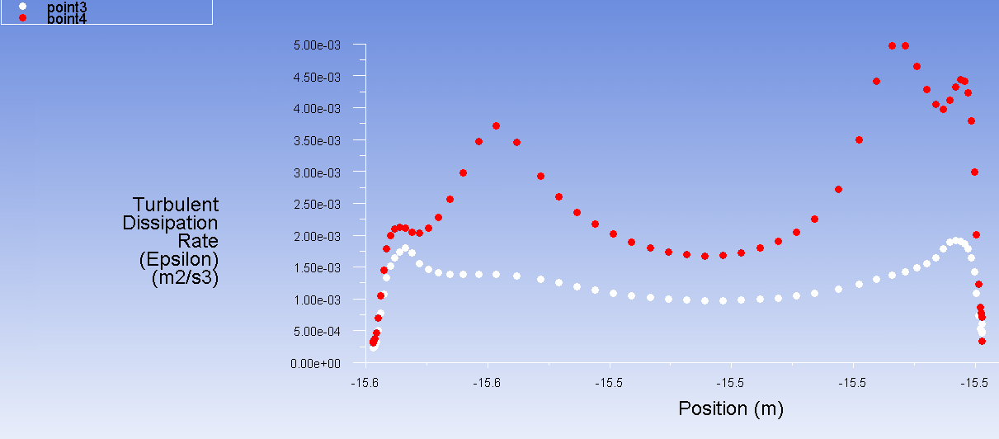 point3
boint4
5.00e-03
4.50e-03
4.00e-03
3.50e-03
3.00e-03
2.50e-03
2.00e-03
1.50e-03
1.00e-03
5.00e-04
0.00e+00
Turbulent
Dissipation
Rate
(Epsilon)
(m2/s3)
-15.6
-15.6
-15.5
-15.5
-15.5
-15.5
Position (m)